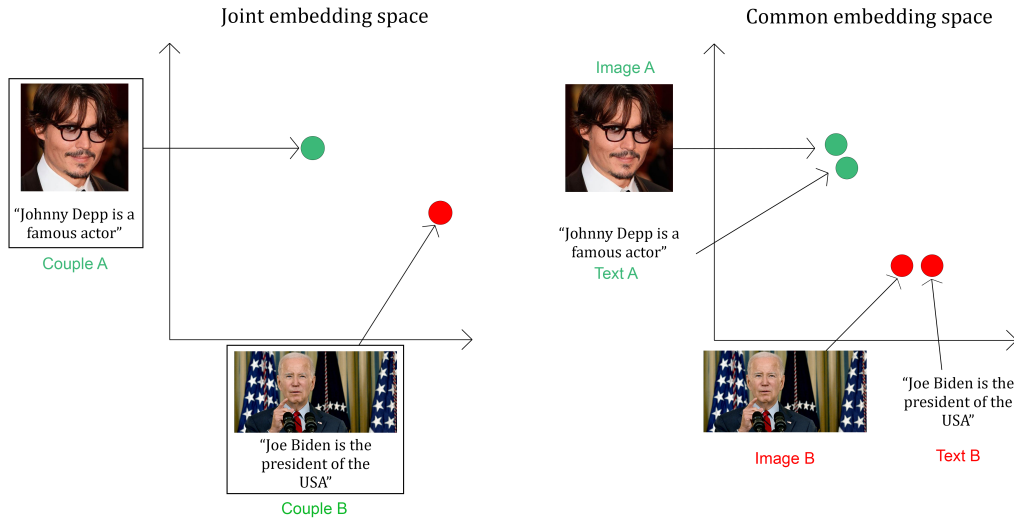 Joint embedding space
“Johnny Depp is a
famous actor”
Couple A
“Joe Biden is the
president of the
USA”
Couple B
Common embedding space
Image A
“Johnny Depp is a
famous actor”
Text A
Image B
“Joe Biden is the
president of the
USA”
Text B